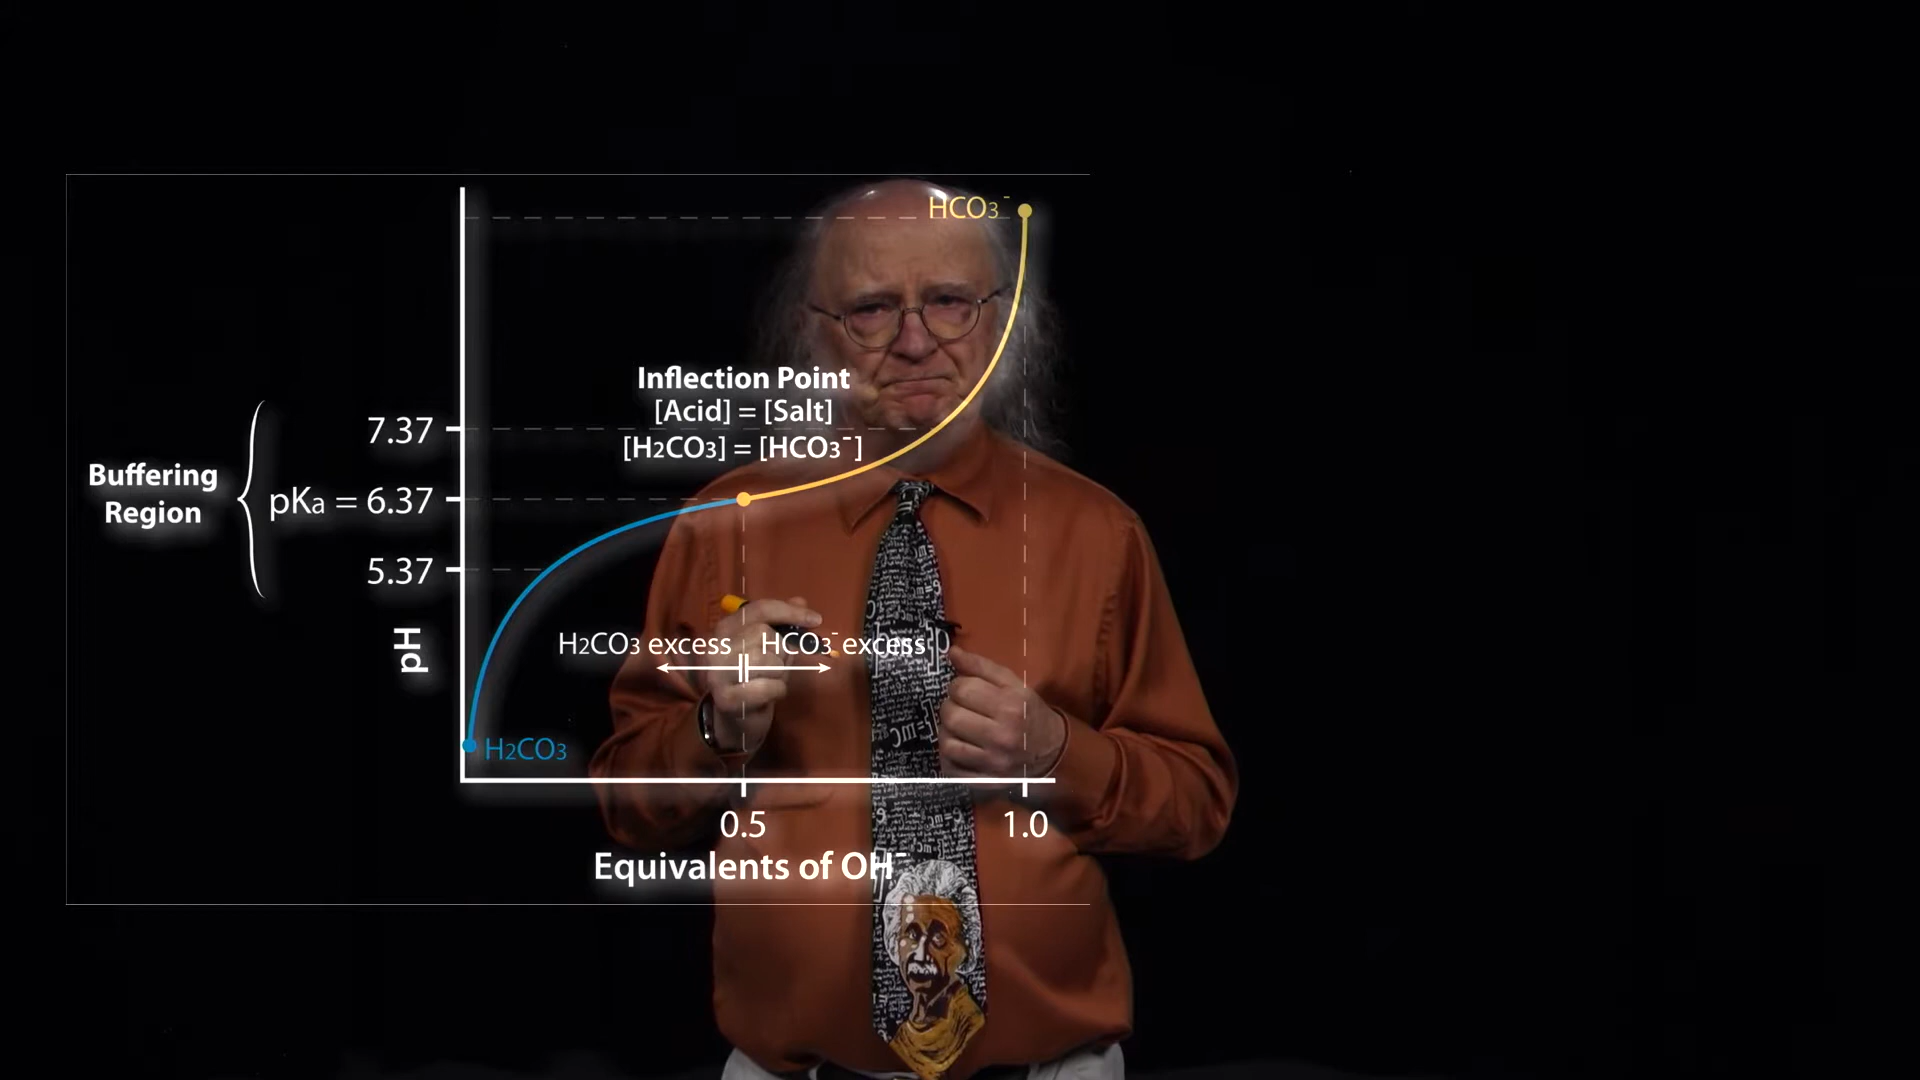 HCO3-
Inflection Point
[Acid] = [Salt]
[H2CO3] = [HCO3-]
7.37
Buffering
Region
pKa = 6.37
5.37
pH
H2CO3 excess
HCO3- excess
H2CO3
0.5
1.0
Equivalents of OH-